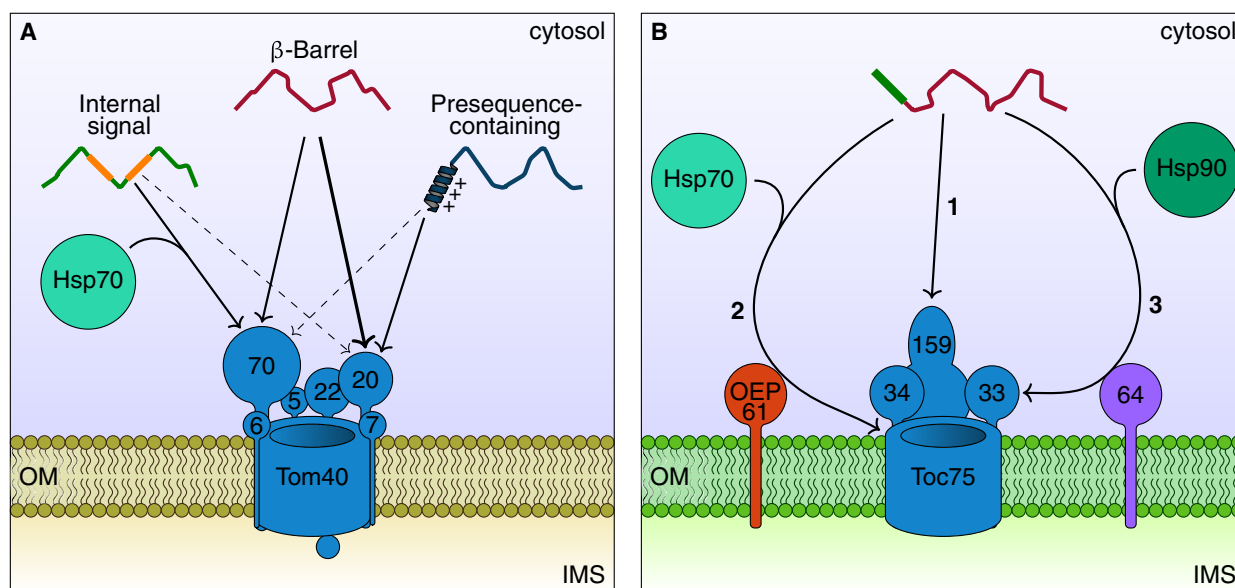 A
cytosol
β-Barrel
Internal
signal
Presequence-
containing
+
+
+
Hsp70
70
5
22
20
6
7
Tom40
OM
IMS
B
cytosol
Hsp70
Hsp90
1
2
3
159
34
33
OEP
61
64
Toc75
OM
IMS